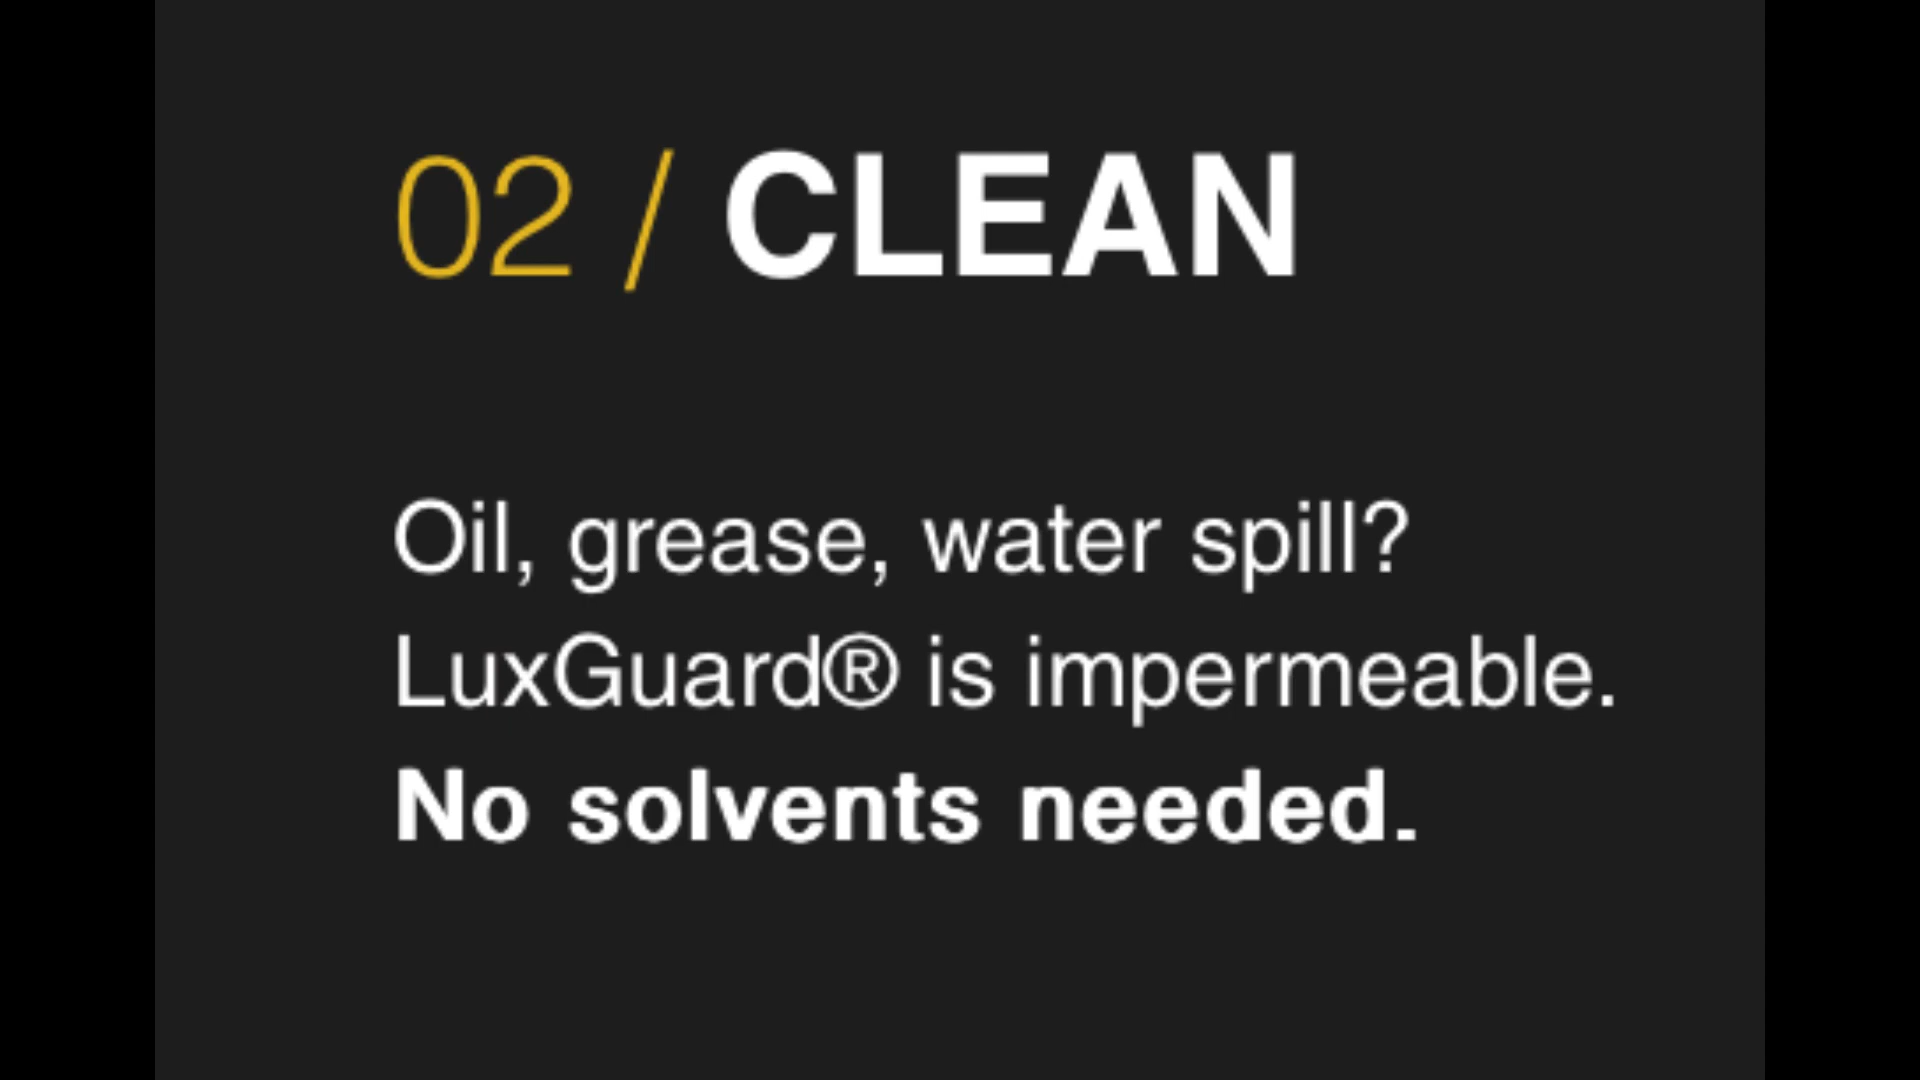 02 / CLEAN
Oil, grease, water spill?
LuxGuard® is impermeable.
No solvents needed.